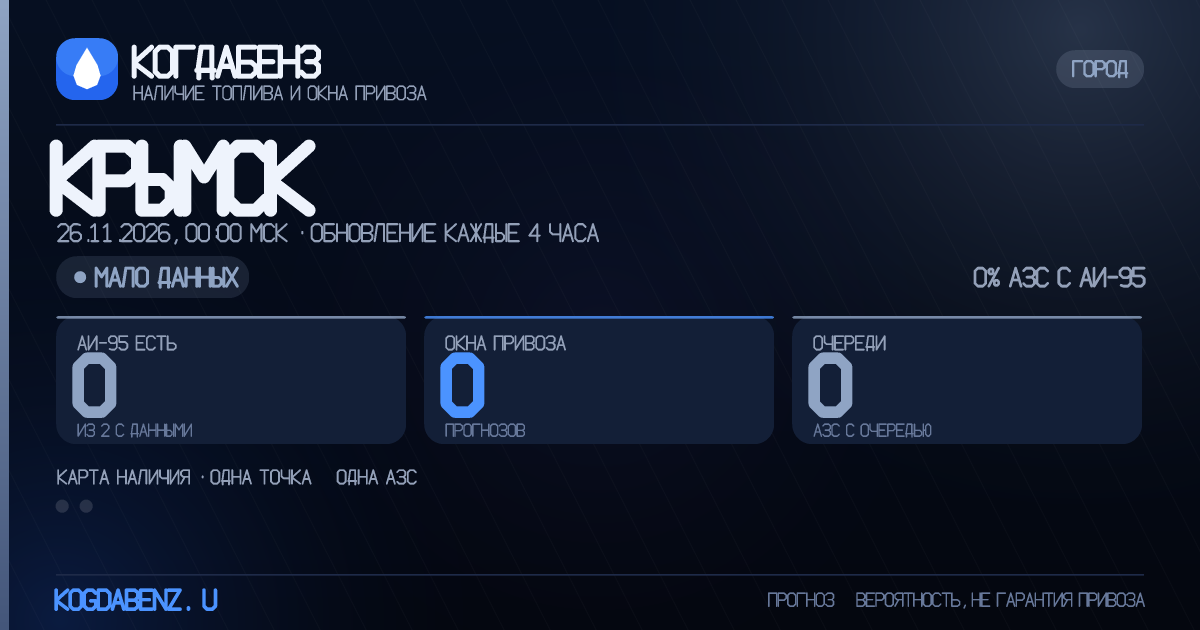 КОГДАБЕНЗ
НАЛИЧИЕ ТОПЛИВА И ОКНА ПРИВОЗА
ГОРОД
КРЫМСК
26.11.2026, 00:00 МСК · ОБНОВЛЕНИЕ КАЖДЫЕ 4 ЧАСА
МАЛО ДАННЫХ
0% АЗС С АИ-95
АИ-95 ЕСТЬ
0
ИЗ 2 С ДАННЫМИ
ОКНА ПРИВОЗА
0
ПРОГНОЗОВ
ОЧЕРЕДИ
0
АЗС С ОЧЕРЕДЬЮ
КАРТА НАЛИЧИЯ · ОДНА ТОЧКА ОДНА АЗС
KOGDABENZ. U
ПРОГНОЗ ВЕРОЯТНОСТЬ, НЕ ГАРАНТИЯ ПРИВОЗА